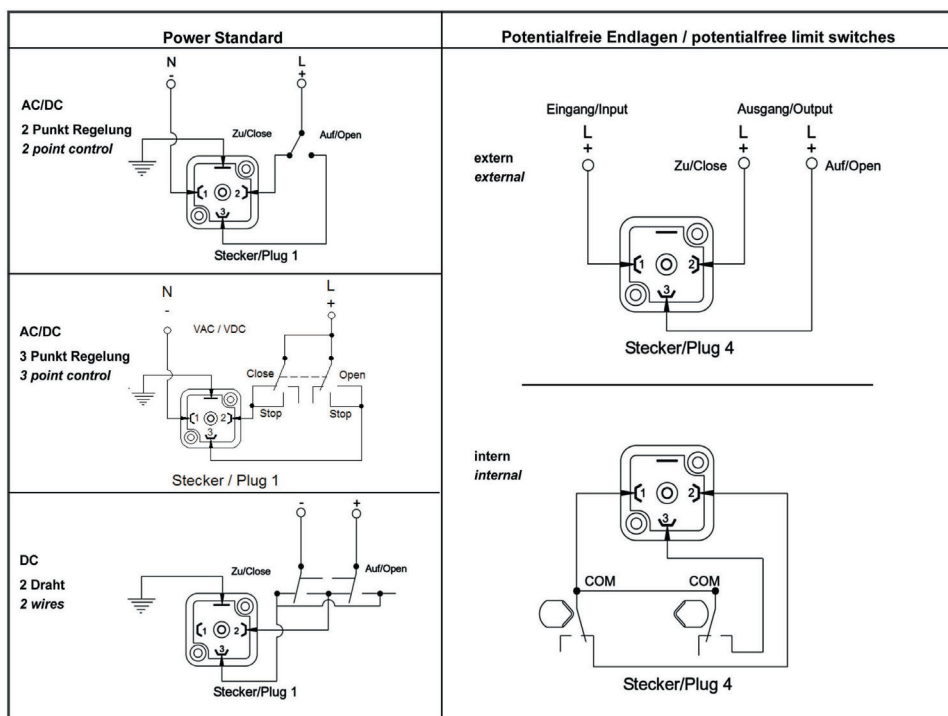 Power Standard
N
-
L
+
AC/DC
2 Punkt Regelung
2 point control
Zu/Close
Auf/Open
1
2
3
Stecker/Plug 1
N
-
L
+
VAC / VDC
AC/DC
3 Punkt Regelung
3 point control
Close
Open
Stop
Stop
1
2
3
Stecker / Plug 1
-
+
DC
2 Draht
2 wires
Zu/Close
Auf/Open
1
2
3
Stecker/Plug 1
Potentialfreie Endlagen / potentialfree limit switches
Eingang/Input
Ausgang/Output
L
+
L
+
L
+
extern
external
Zu/Close
Auf/Open
1
2
3
Stecker/Plug 4
intern
internal
1
2
3
COM
COM
Stecker/Plug 4